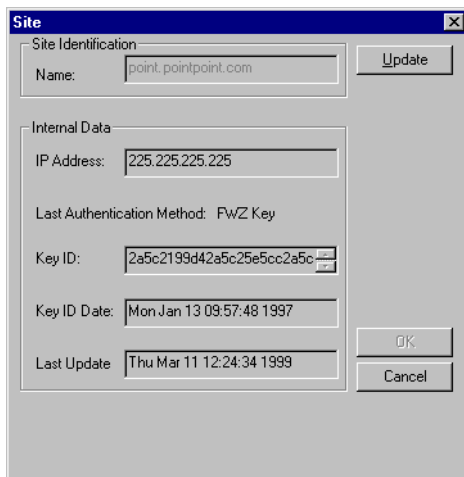 Site
Site Identification
Name: point.pointpoint.com
Update
Internal Data
IP Address: 225.225.225.225
Last Authentication Method: FWZ Key
Key ID: 2a5c2199d42a5c25e5cc2a5c
Key ID Date: Mon Jan 13 09:57:48 1997
Last Update Thu Mar 11 12:24:34 1999
OK
Cancel